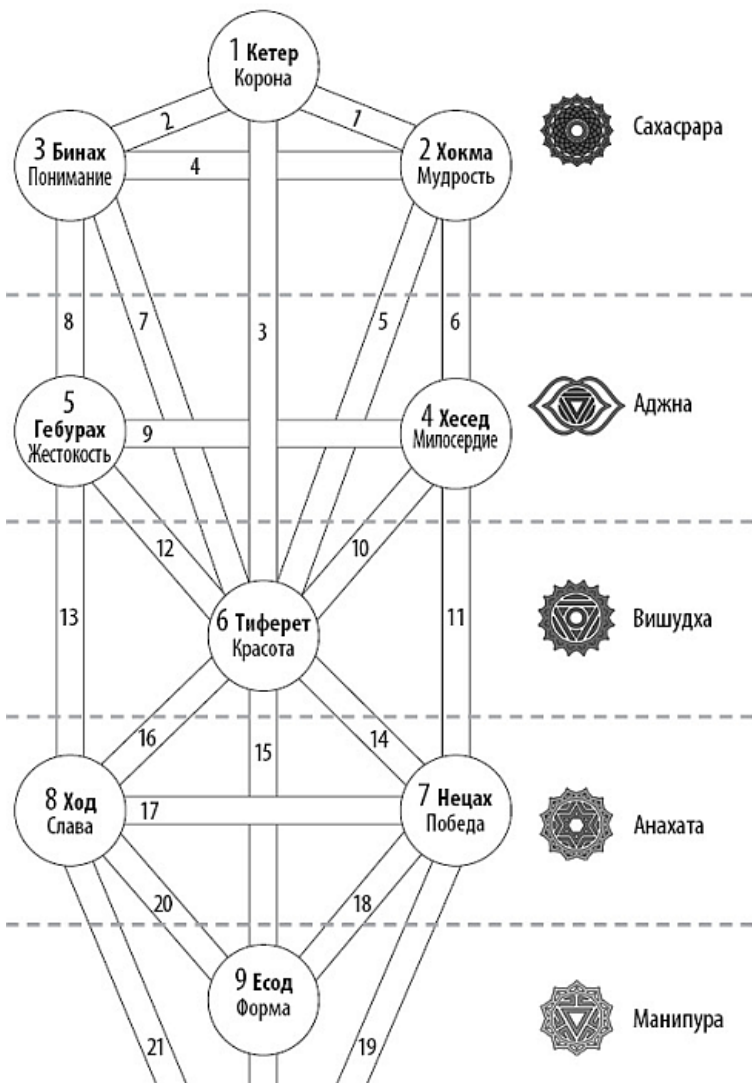 1 Кетер
Корона
2
1
3 Бинах
Понимание
4
2 Хокма
Мудрость
Сахасрара
8
7
3
5
6
5
Гебурах
Жестокость
9
4 Хесед
Милосердие
Аджна
12
10
13
6 Тиферет
Красота
11
Вишудха
16
15
14
8 Ход
Слава
17
7 Нецах
Победа
Анахата
20
18
9 Есод
Форма
21
19
Манипура